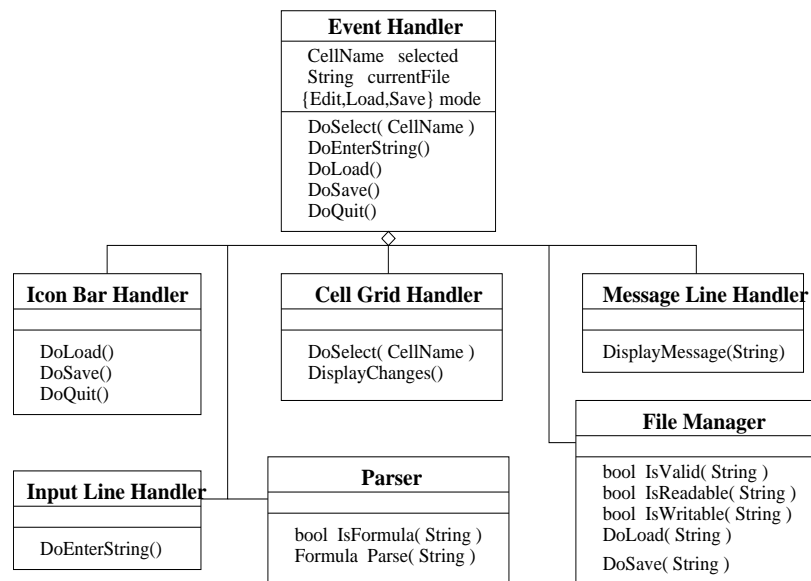 Event Handler
CellName selected
String currentFile
{Edit,Load,Save} mode
DoSelect( CellName )
DoEnterString()
DoLoad()
DoSave()
DoQuit()
Icon Bar Handler
DoLoad()
DoSave()
DoQuit()
Cell Grid Handler
DoSelect( CellName )
DisplayChanges()
Message Line Handler
DisplayMessage(String)
Input Line Handler
DoEnterString()
Parser
bool IsFormula( String )
Formula Parse( String )
File Manager
bool IsValid( String )
bool IsReadable( String )
bool IsWritable( String )
DoLoad( String )
DoSave( String )